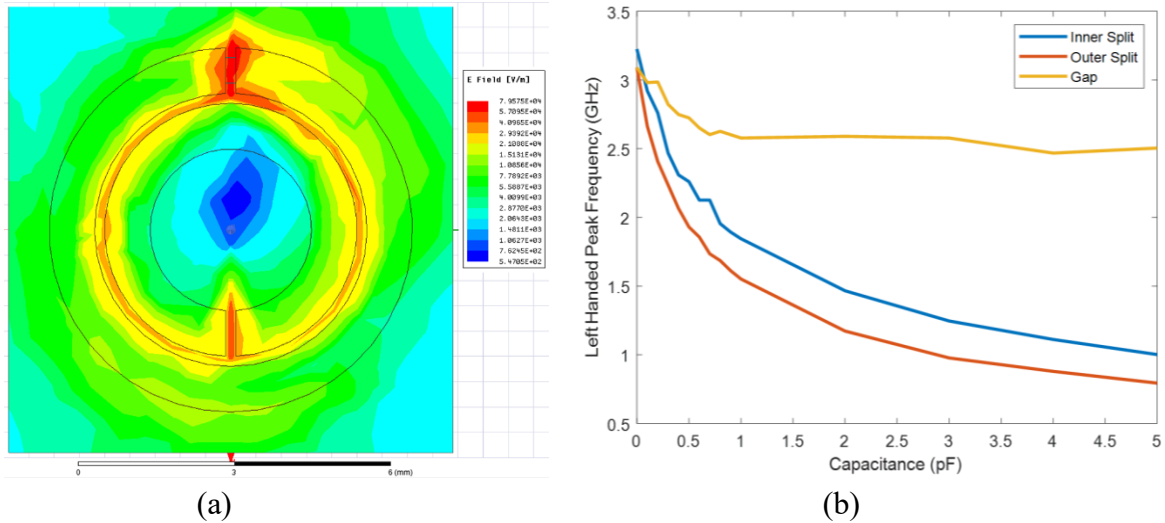 E Field [V/m]
7.9575E+04
5.7095E+04
4.0965E+04
2.9392E+04
2.1088E+04
1.5131E+04
1.0856E+04
7.7892E+03
5.5887E+03
4.0099E+03
2.8770E+03
2.0643E+03
1.4811E+03
1.0627E+03
7.6245E+02
5.4705E+02
0
3
6 (mm)
(a)
Left Handed Peak Frequency (GHz)
3.5
3
2.5
2
1.5
1
0.5
Inner Split
Outer Split
Gap
0 0.5 1 1.5 2 2.5 3 3.5 4 4.5 5
Capacitance (pF)
(b)